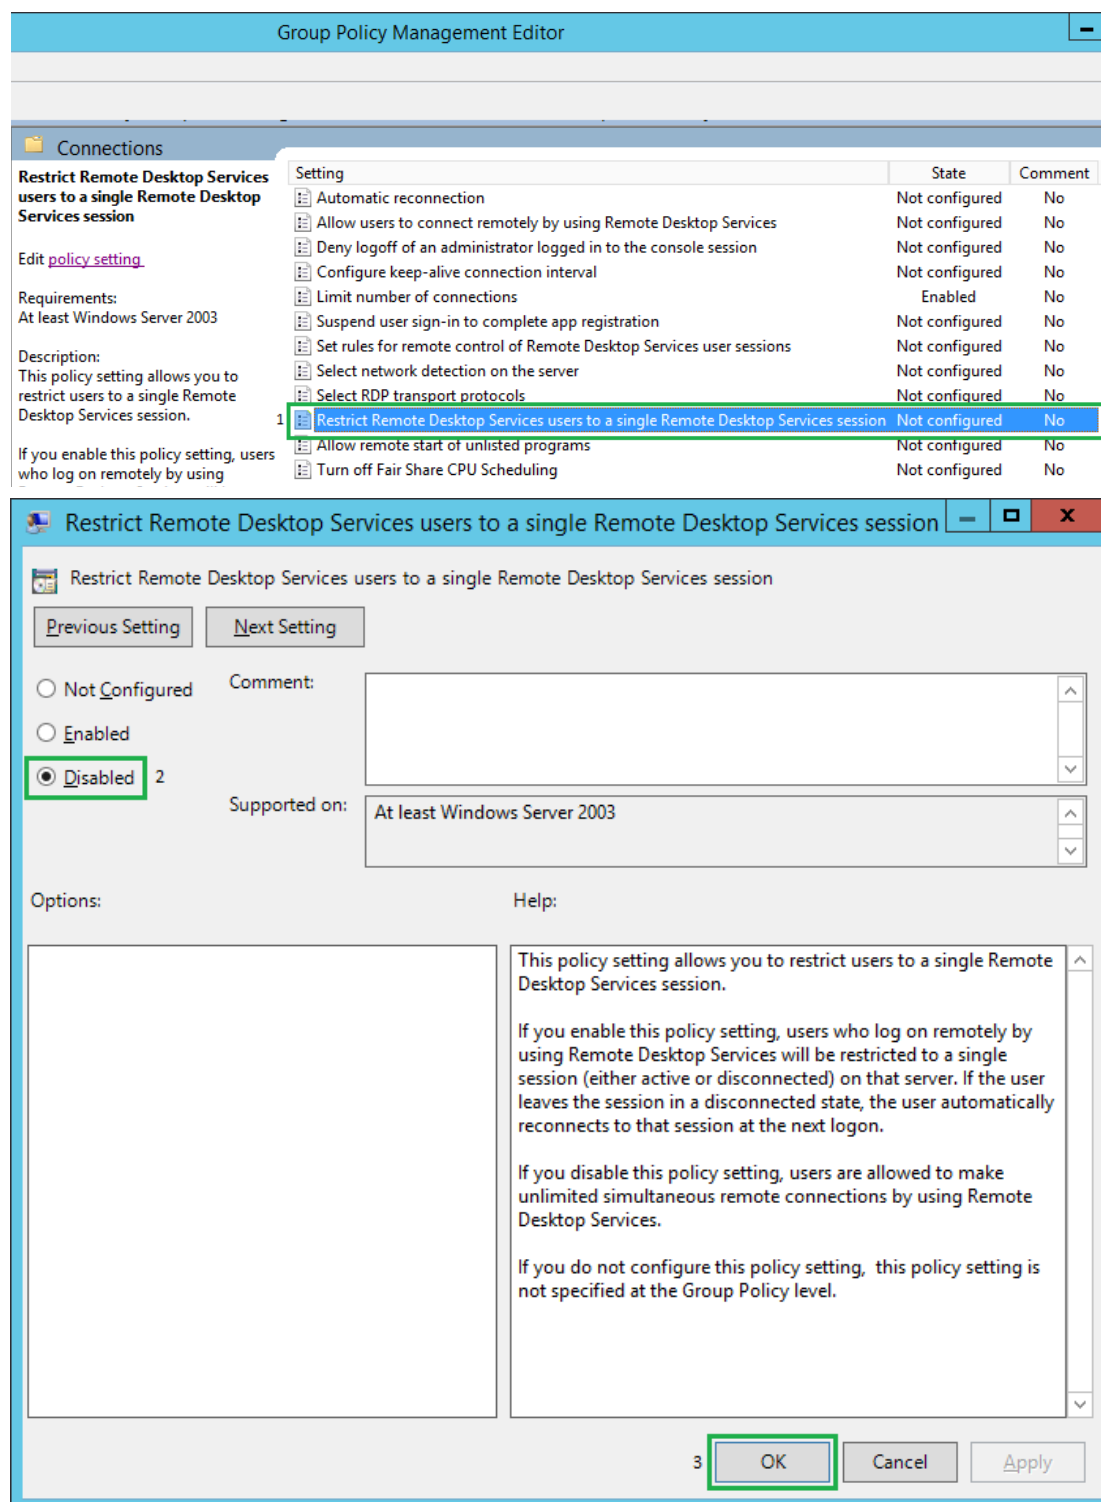 Group Policy Management Editor
Connections
Restrict Remote Desktop Services
users to a single Remote Desktop
Services session
Edit policy setting
Requirements:
At least Windows Server 2003
Description:
This policy setting allows you to
restrict users to a single Remote
Desktop Services session.
If you enable this policy setting, users
who log on remotely by using
Setting State Comment
Automatic reconnection Not configured No
Allow users to connect remotely by using Remote Desktop Services Not configured No
Deny logoff of an administrator logged in to the console session Not configured No
Configure keep-alive connection interval Not configured No
Limit number of connections Enabled No
Suspend user sign-in to complete app registration Not configured No
Set rules for remote control of Remote Desktop Services user sessions Not configured No
Select network detection on the server Not configured No
Select RDP transport protocols Not configured No
1 Restrict Remote Desktop Services users to a single Remote Desktop Services session Not configured No
Allow remote start of unlisted programs Not configured No
Turn off Fair Share CPU Scheduling Not configured No
Restrict Remote Desktop Services users to a single Remote Desktop Services session
Restrict Remote Desktop Services users to a single Remote Desktop Services session
Previous Setting Next Setting
Not Configured
Enabled
Disabled 2
Comment:
Supported on: At least Windows Server 2003
Options: Help:
This policy setting allows you to restrict users to a single Remote
Desktop Services session.
If you enable this policy setting, users who log on remotely by
using Remote Desktop Services will be restricted to a single
session (either active or disconnected) on that server. If the user
leaves the session in a disconnected state, the user automatically
reconnects to that session at the next logon.
If you disable this policy setting, users are allowed to make
unlimited simultaneous remote connections by using Remote
Desktop Services.
If you do not configure this policy setting,  this policy setting is
not specified at the Group Policy level.
3 OK Cancel Apply